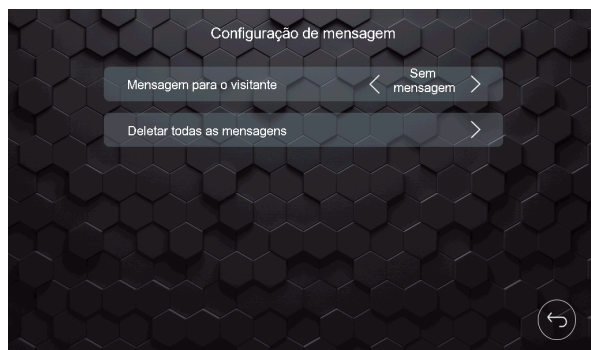 Configuração de mensagem
Mensagem para o visitante
Sem
mensagem
Deletar todas as mensagens